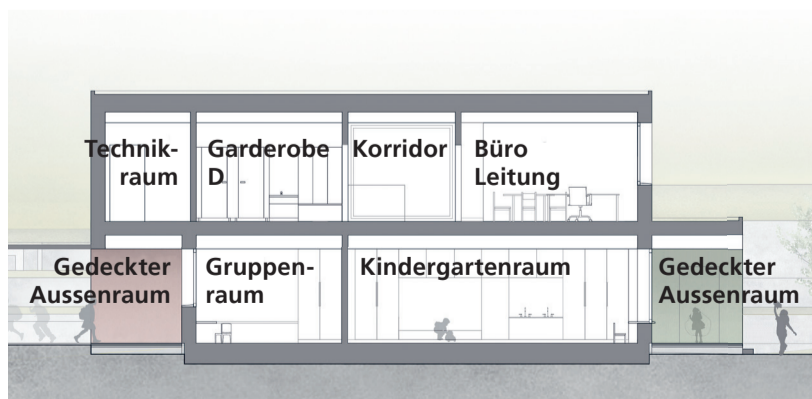 Technik-
raum
Garderobe
D
Korridor
Büro
Leitung
Gedeckter
Aussenraum
Gruppen-
raum
Kindergartenraum
Gedeckter
Aussenraum